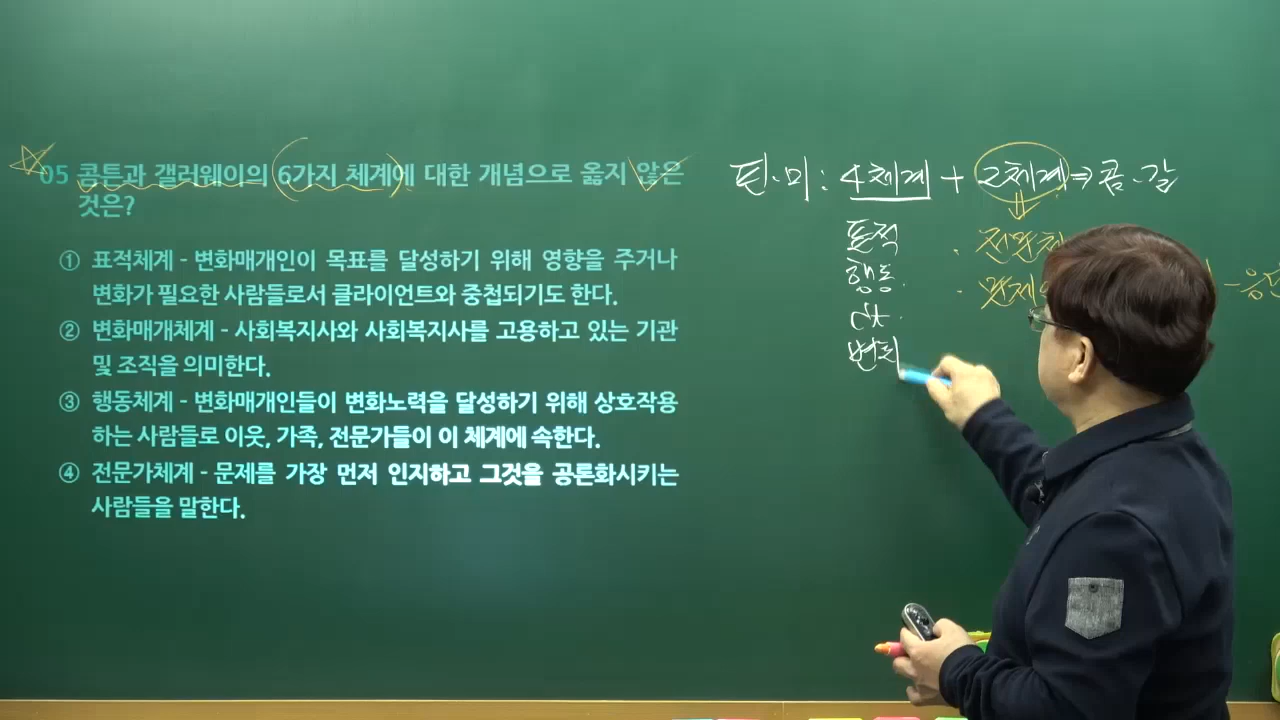 05 콤튼과 갤러웨이의 6가지 체계에 대한 개념으로 옳지 않은
것은?
① 표적체계 - 변화매개인이 목표를 달성하기 위해 영향을 주거나
변화가 필요한 사람들로서 클라이언트와 중첩되기도 한다.
② 변화매개체계 - 사회복지사와 사회복지사를 고용하고 있는 기관
및 조직을 의미한다.
③ 행동체계 - 변화매개인들이 변화노력을 달성하기 위해 상호작용
하는 사람들로 이웃, 가족, 전문가들이 이 체계에 속한다.
④ 전문가체계 - 문제를 가장 먼저 인지하고 그것을 공론화시키는
사람들을 말한다.
핀·미 : 4체계 + 2체계 ⇒ 콤·갈
표적
행동
변화
· 전문체
· 문제